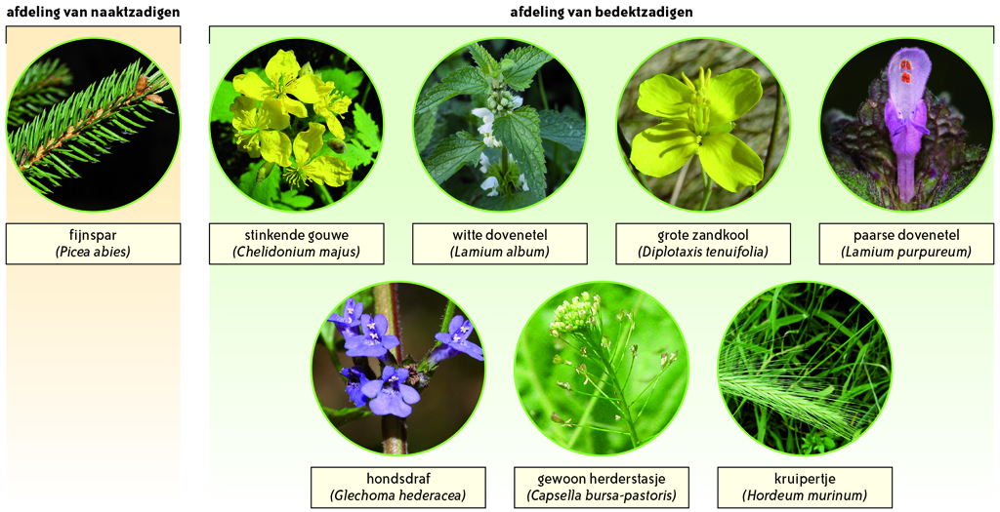 afdeling van naaktzadigen
afdeling van bedektzadigen
fijnspar
(Picea abies)
stinkende gouwe
(Chelidonium majus)
witte dovenetel
(Lamium album)
grote zandkool
(Diplotaxis tenuifolia)
paarse dovenetel
(Lamium purpureum)
hondsdraf
(Glechoma hederacea)
gewoon herderstasje
(Capsella bursa-pastoris)
kruipertje
(Hordeum murinum)